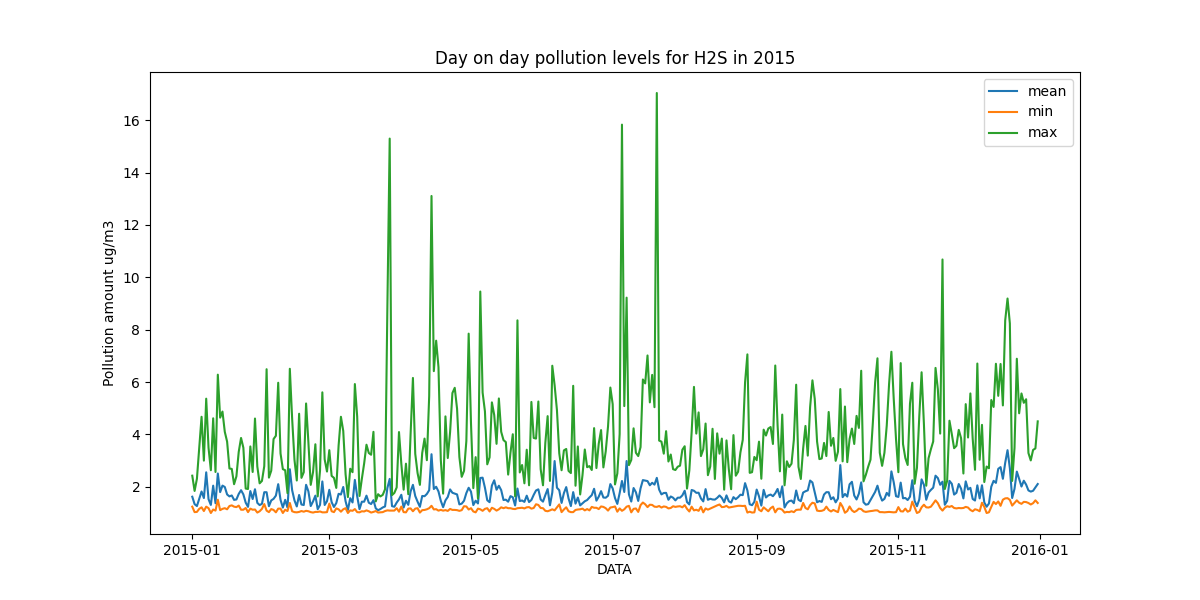 Day on day pollution levels for H2S in 2015
mean
min
max
16
14
12
10
8
6
4
2
Pollution amount ug/m3
2015-01 2015-03 2015-05 2015-07 2015-09 2015-11 2016-01
DATA